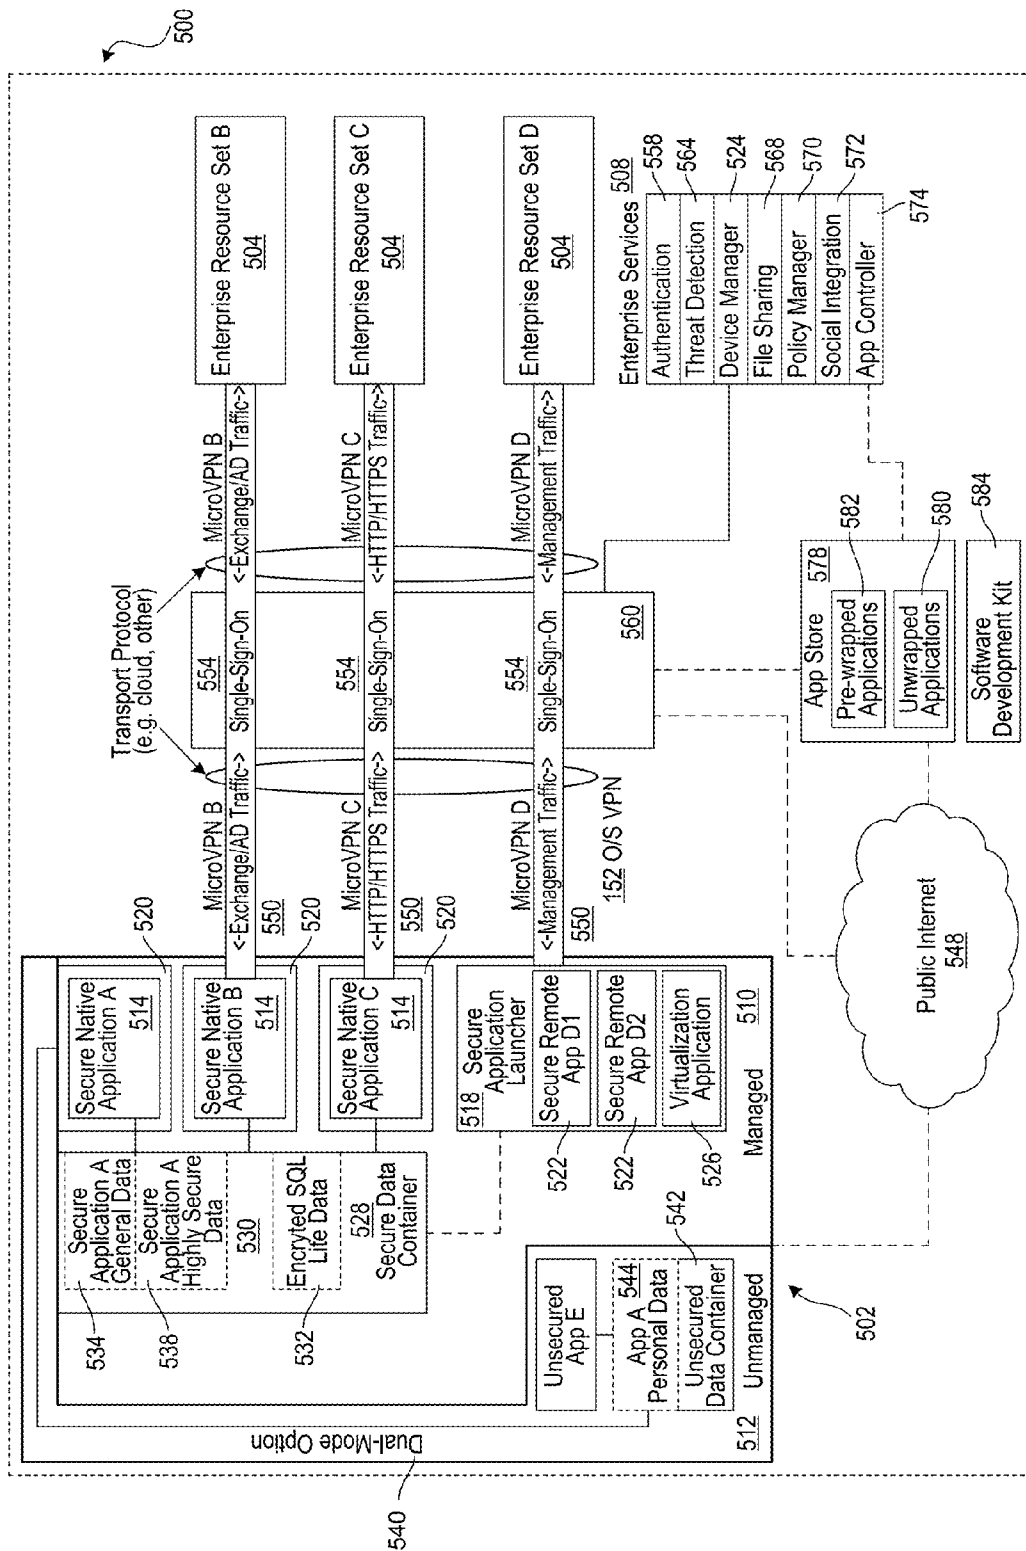 500
Enterprise Resource Set B
504
Enterprise Resource Set C
504
Enterprise Resource Set D
504
Enterprise Services 508
Authentication
558
Threat Detection
564
Device Manager
524
File Sharing
568
Policy Manager
570
Social Integration
572
App Controller
574
Transport Protocol
(e.g. cloud, other)
MicroVPN B
<-Exchange/AD Traffic->
MicroVPN C
<-HTTP/HTTPS Traffic->
MicroVPN D
<-Management Traffic->
554
Single-Sign-On
554
Single-Sign-On
554
Single-Sign-On
560
MicroVPN B
<-Exchange/AD Traffic->
550
MicroVPN C
<-HTTP/HTTPS Traffic->
550
MicroVPN D
<-Management Traffic->
550
152 O/S VPN
App Store 578
Pre-wrapped
Applications
582
Unwrapped
Applications
580
Software
Development Kit
584
Public Internet
548
520
Secure Native
Application A
514
520
Secure Native
Application B
514
520
Secure Native
Application C
514
518 Secure
Application
Launcher
Secure Remote
App D1
522
Secure Remote
App D2
522
Virtualization
Application
526
510
Managed
Secure
Application A
General Data
534
Secure
Application A
Highly Secure
Data
538
530
Encryted SQL
Life Data
532
528
Secure Data
Container
Unsecured
App E
544
App A
Personal Data
Unsecured
Data Container
542
Unmanaged
512
502
Dual-Mode Option
540